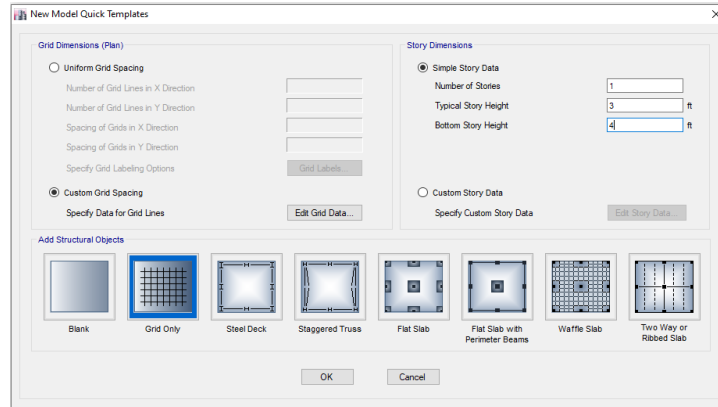 New Model Quick Templates
Grid Dimensions (Plan)
Uniform Grid Spacing
Number of Grid Lines in X Direction
Number of Grid Lines in Y Direction
Spacing of Grids in X Direction
Spacing of Grids in Y Direction
Specify Grid Labeling Options
Grid Labels...
Custom Grid Spacing
Specify Data for Grid Lines
Edit Grid Data...
Story Dimensions
Simple Story Data
Number of Stories 1
Typical Story Height 3 ft
Bottom Story Height 4 ft
Custom Story Data
Specify Custom Story Data
Edit Story Data...
Add Structural Objects
Blank
Grid Only
Steel Deck
Staggered Truss
Flat Slab
Flat Slab with
Perimeter Beams
Waffle Slab
Two Way or
Ribbed Slab
OK
Cancel